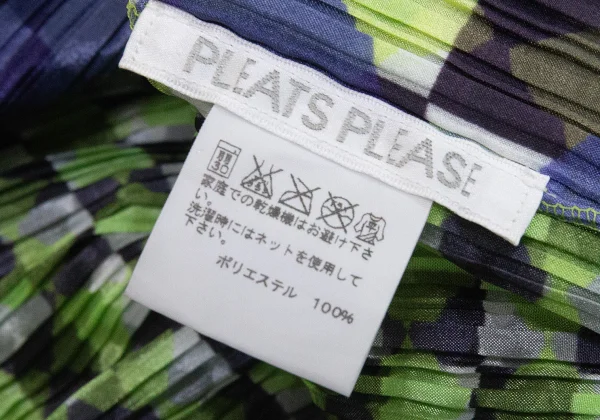 PLEATS PLEASE
家庭での乾燥機はお避け下さ
い。
洗濯時にはネットを使用して
下さい。
ポリエステル 100%